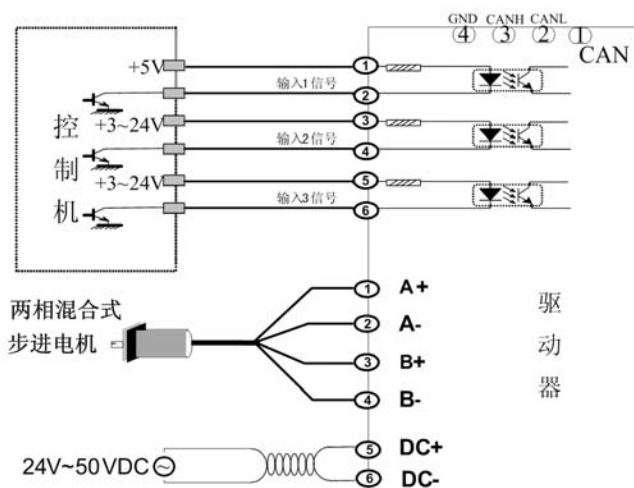 GND CANH CANL
④ ③ ② ①
CAN
+5V ①
输入1信号 ②
+3~24V ③
输入2信号 ④
+3~24V ⑤
输入3信号 ⑥
控制机
① A+
② A-
③ B+
④ B-
两相混合式
步进电机
驱动器
24V~50VDC
⑤ DC+
⑥ DC-